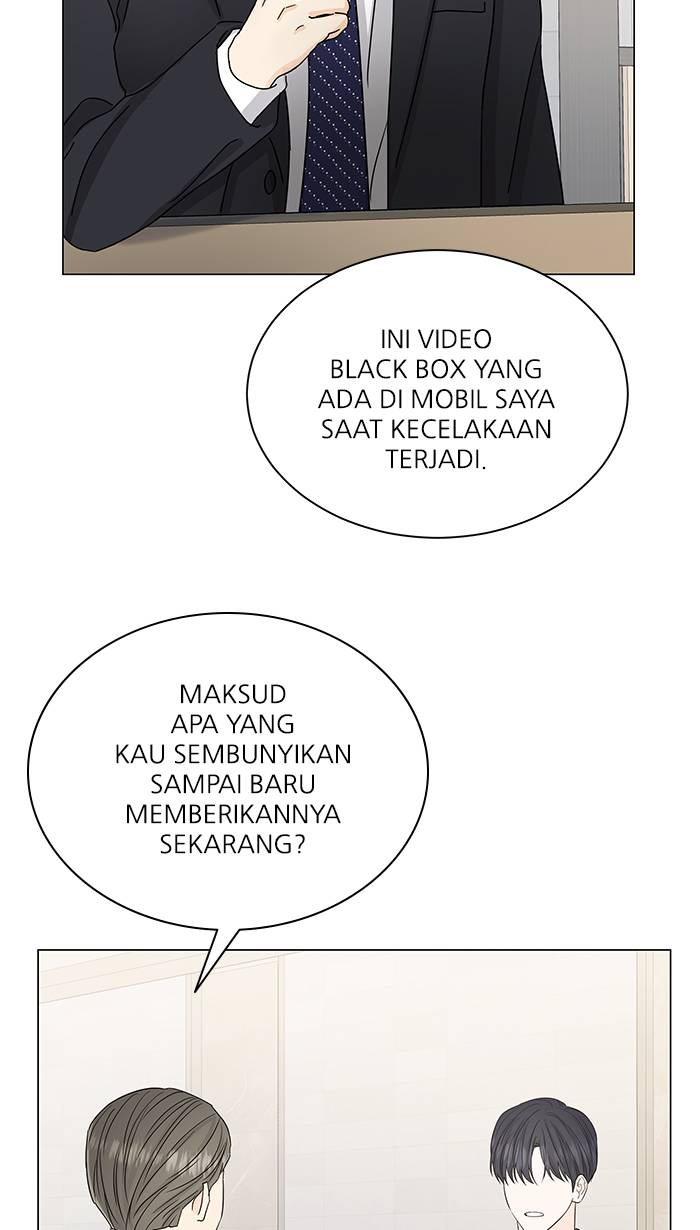 INI VIDEO
BLACK BOX YANG
ADA DI MOBIL SAYA
SAAT KECELAKAAN
TERJADI.
MAKSUD
APA YANG
KAU SEMBUNYIKAN
SAMPAI BARU
MEMBERIKANNYA
SEKARANG?